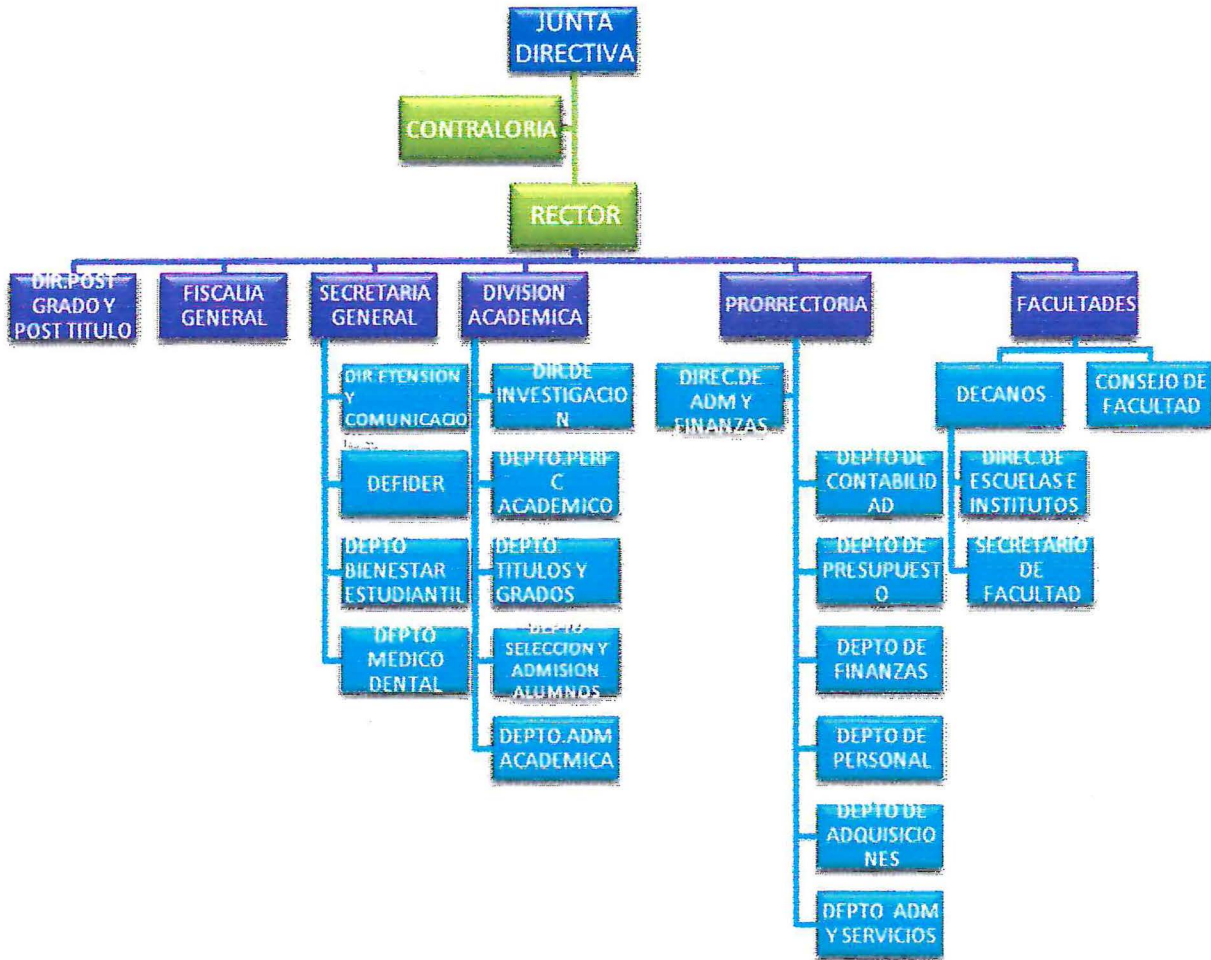 JUNTA
DIRECTIVA
CONTRALORIA
RECTOR
DIR.POST
GRADO Y
POST TITULO
FISCALIA
GENERAL
SECRETARIA
GENERAL
DIVISION
ACADEMICA
PRORRECTORIA
FACULTADES
DIR.ETENSION
Y
COMUNICACIO
DEFIDER
DEPTO
BIENESTAR
ESTUDIANTIL
DEPTO
MEDICO
DENTAL
DIR.DE
INVESTIGACIO
N
DEPTO.PERF
C
ACADEMICO
DEPTO.
TITULOS Y
GRADOS
DEPTO
SELECCION Y
ADMISION
ALUMNOS
DEPTO.ADM
ACADEMICA
DIREC.DE
ADM Y
FINANZAS
DEPTO DE
CONTABILID
AD
DEPTO DE
PRESUPUEST
O
DEPTO DE
FINANZAS
DEPTO DE
PERSONAL
DEPTO DE
ADQUISICIO
NES
DEPTO ADM
Y SERVICIOS
DECANOS
CONSEJO DE
FACULTAD
DIREC.DE
ESCUELAS E
INSTITUTOS
SECRETARIO
DE
FACULTAD